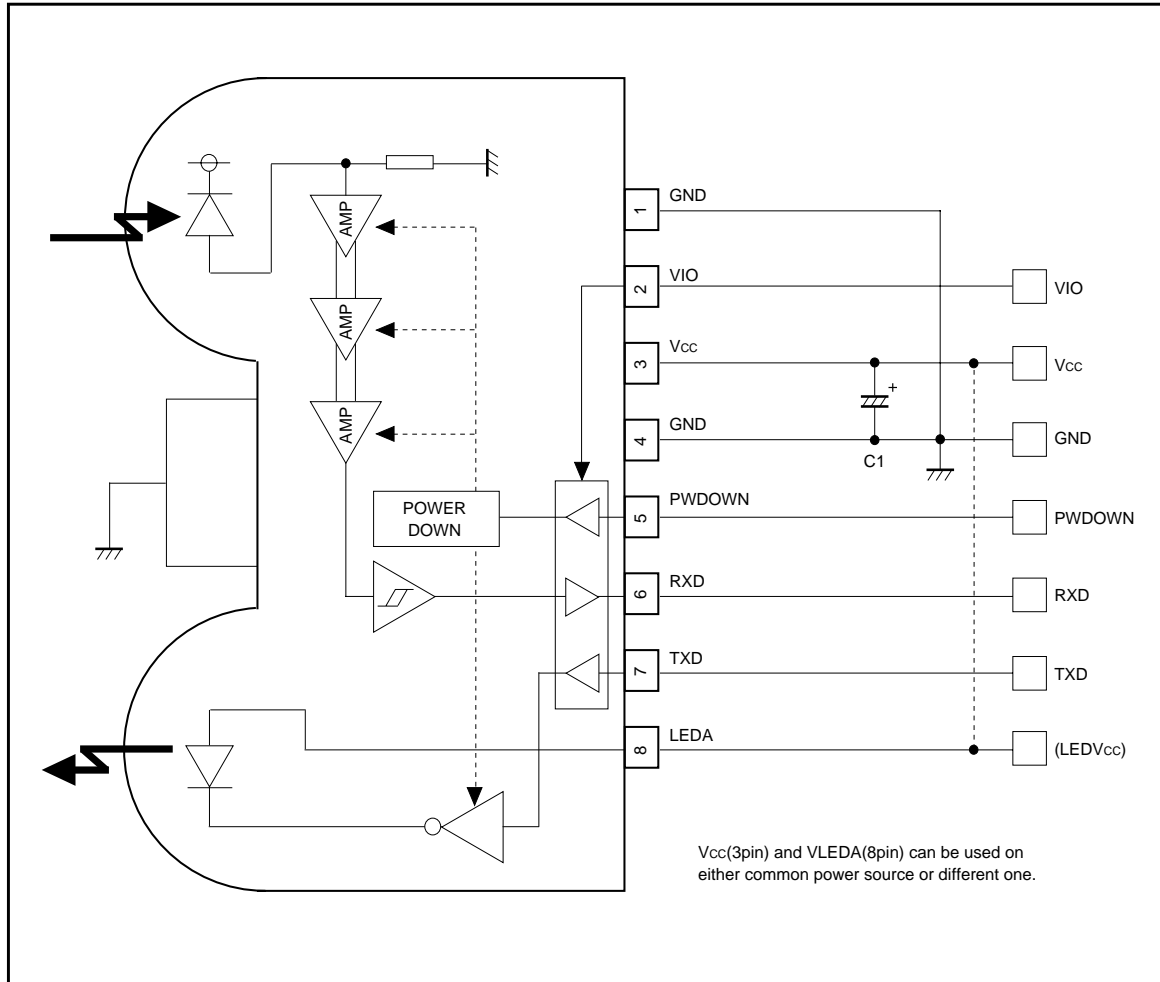 AMP
AMP
AMP
POWER
DOWN
1
GND
2
VIO
VIO
3
Vcc
Vcc
+
4
GND
C1
GND
5
PWDOWN
PWDOWN
6
RXD
RXD
7
TXD
TXD
8
LEDA
(LEDVcc)
Vcc(3pin) and VLEDA(8pin) can be used on
either common power source or different one.